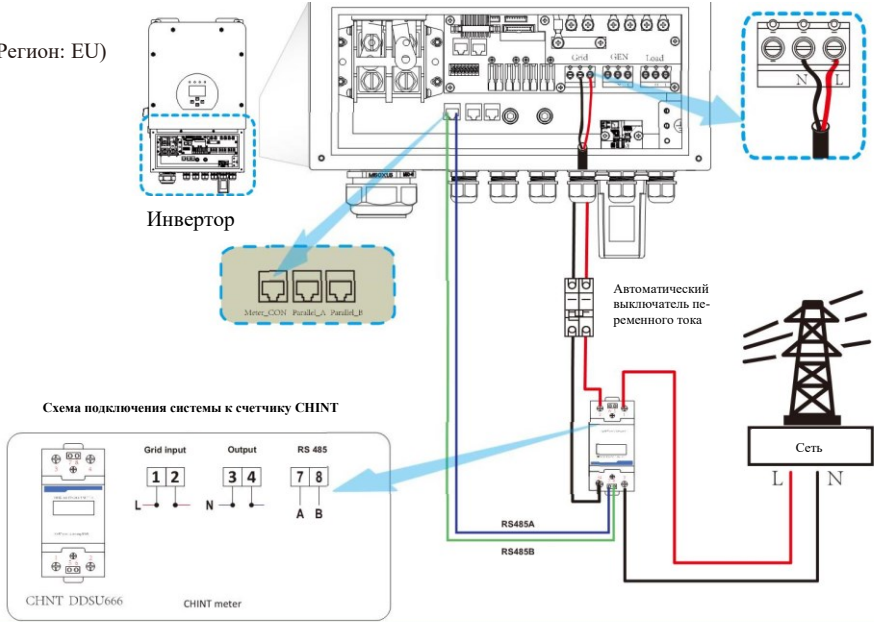 Регион: EU)
Grid GEN Load
N L
Инвертор
Meter_CON Parallel_A Parallel_B
Автоматический
выключатель пе-
ременного тока
Схема подключения системы к счетчику CHINT
Сеть
L N
Grid input Output RS 485
1 2 3 4 7 8
L N A B
RS485A
RS485B
CHNT DDSU666
CHINT meter